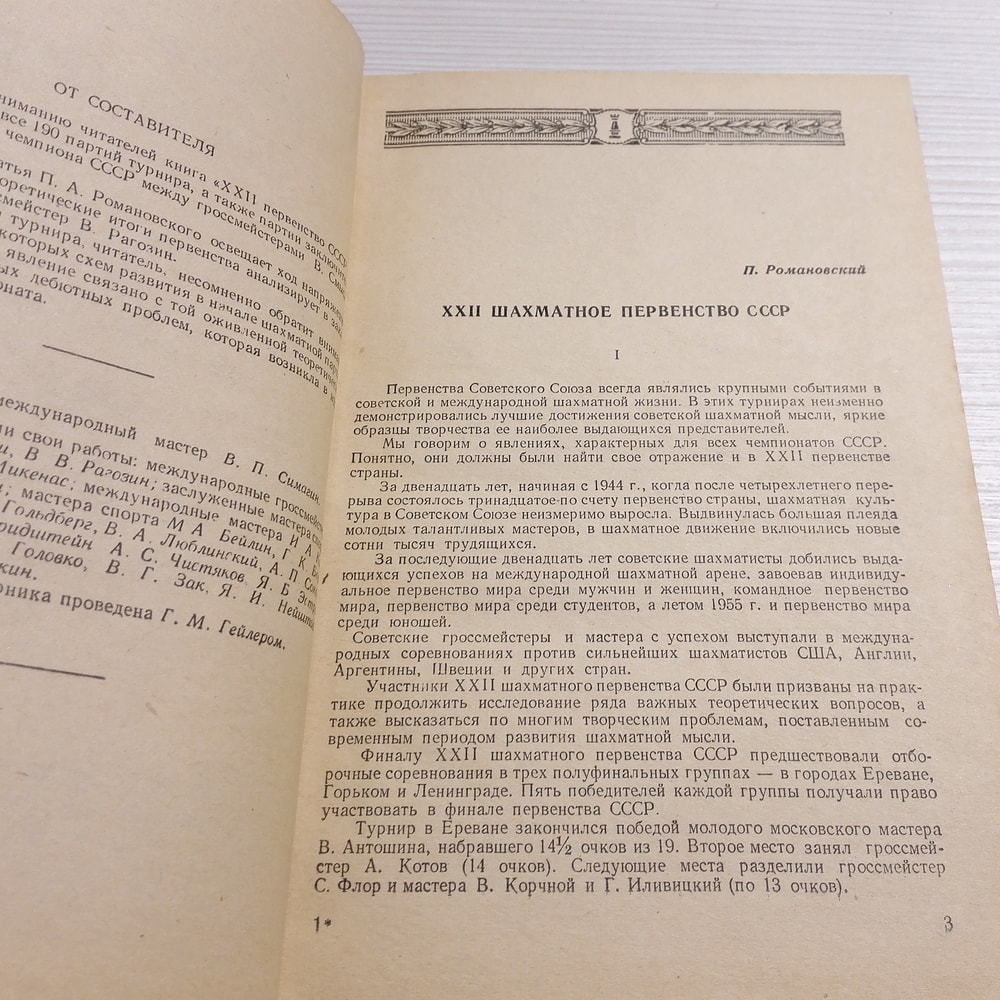 ОТ СОСТАВИТЕЛЯ
ниманию читателей книга «XXII первенство СССР
все 190 партий турнира, а также партии
чемпиона СССР между гроссмейстерами В.
атья П. А. Романовского освещает ход
оретические итоги первенства анализирует в
ссмейстер В. Рагозин.
турнира, читатель, несомненно обратит
которых схем развития в начале шахматной
явление связано с той оживленной
ых дебютных проблем, которая возникла в
оната.
международный мастер В. П. Симагин.
ли свои работы: международные
В. В. Рагозин; заслуженные мастера
Микенас; международные мастера
мастера спорта М. А. Бейлин, Г. К.
Гольдберг, В. А. Люблинский, А. П.
ридштейн А. С. Чистяков, Я. Б.
Головко, В. Г. Зак, Я. И.
кин.
рника проведена Г. М. Гейлером.
П. Романовский
XXII ШАХМАТНОЕ ПЕРВЕНСТВО СССР
I
Первенства Советского Союза всегда являлись крупными событиями в
советской и международной шахматной жизни. В этих турнирах неизменно
демонстрировались лучшие достижения советской шахматной мысли, яркие
образцы творчества ее наиболее выдающихся представителей.
Мы говорим о явлениях, характерных для всех чемпионатов СССР.
Понятно, они должны были найти свое отражение и в XXII первенстве
страны.
За двенадцать лет, начиная с 1944 г., когда после четырехлетнего пере-
рыва состоялось тринадцатое по счету первенство страны, шахматная куль-
тура в Советском Союзе неизмеримо выросла. Выдвинулась большая плеяда
молодых талантливых мастеров, в шахматное движение включились новые
сотни тысяч трудящихся.
За последующие двенадцать лет советские шахматисты добились выда-
ющихся успехов на международной шахматной арене, завоевав индивиду-
альное первенство мира среди мужчин и женщин, командное первенство
мира, первенство мира среди студентов, а летом 1955 г. и первенство мира
среди юношей.
Советские гроссмейстеры и мастера с успехом выступали в междуна-
родных соревнованиях против сильнейших шахматистов США, Англии,
Аргентины, Швеции и других стран.
Участники XXII шахматного первенства СССР были призваны на прак-
тике продолжить исследование ряда важных теоретических вопросов, а
также высказаться по многим творческим проблемам, поставленным со-
временным периодом развития шахматной мысли.
Финалу XXII шахматного первенства СССР предшествовали отбо-
рочные соревнования в трех полуфинальных группах — в городах Ереване,
Горьком и Ленинграде. Пять победителей каждой группы получали право
участвовать в финале первенства СССР.
Турнир в Ереване закончился победой молодого московского мастера
В. Антошина, набравшего 14½ очков из 19. Второе место занял гроссмей-
стер А. Котов (14 очков). Следующие места разделили гроссмейстер
С. Флор и мастера В. Корчной и Г. Иливицкий (по 13 очков).
1*
3